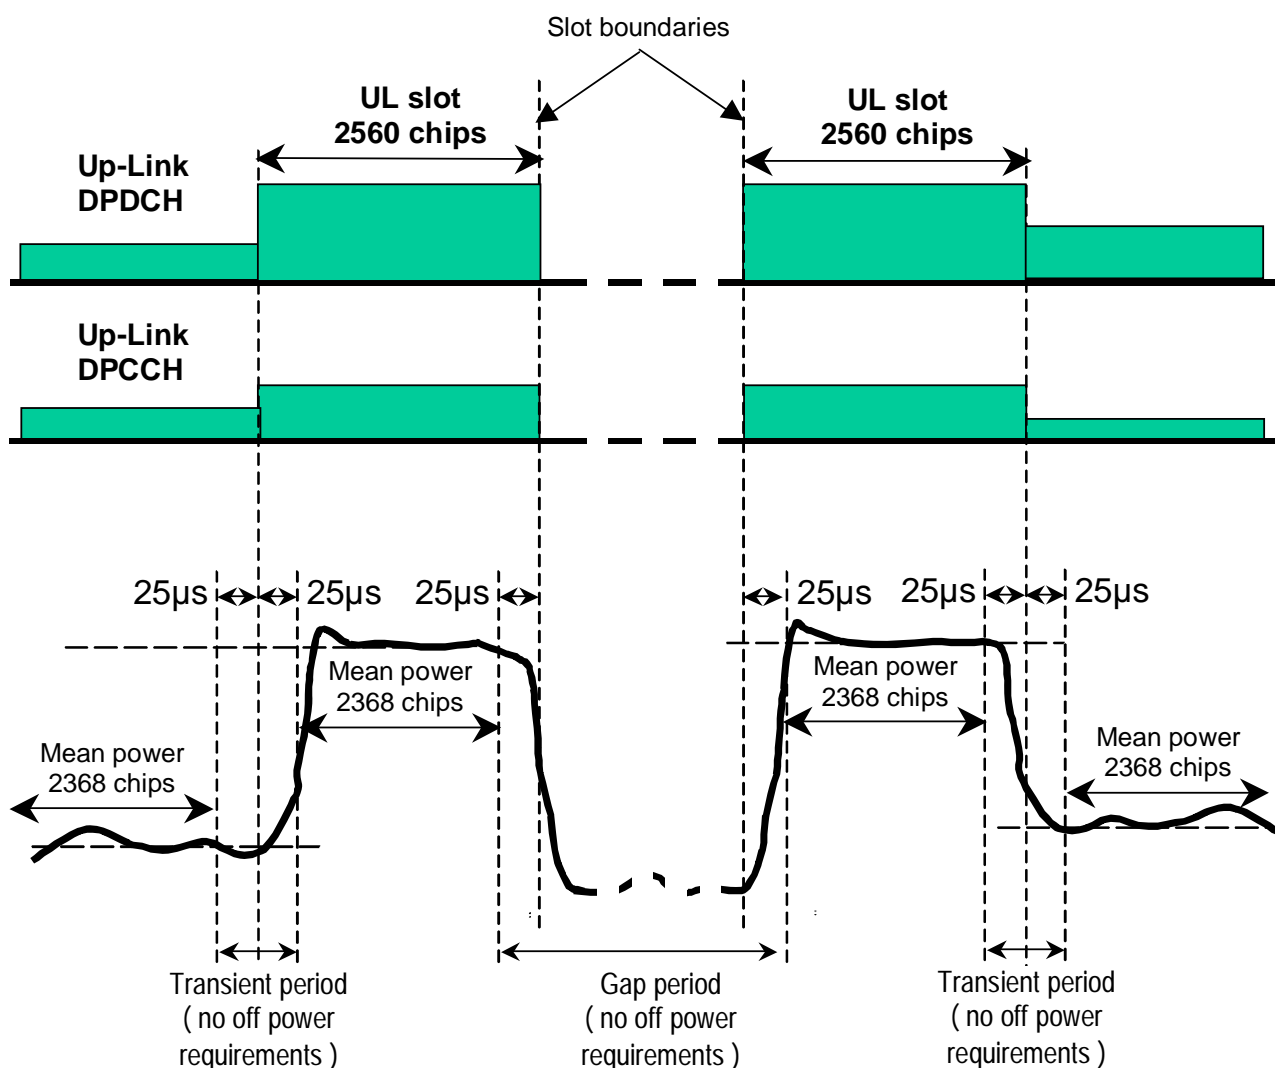 Slot boundaries
UL slot
2560 chips
UL slot
2560 chips
Up-Link
DPDCH
Up-Link
DPCCH
25µs
25µs
25µs
25µs
25µs
25µs
Mean power
2368 chips
Mean power
2368 chips
Mean power
2368 chips
Mean power
2368 chips
Transient period
( no off power
requirements )
Gap period
( no off power
requirements )
Transient period
( no off power
requirements )